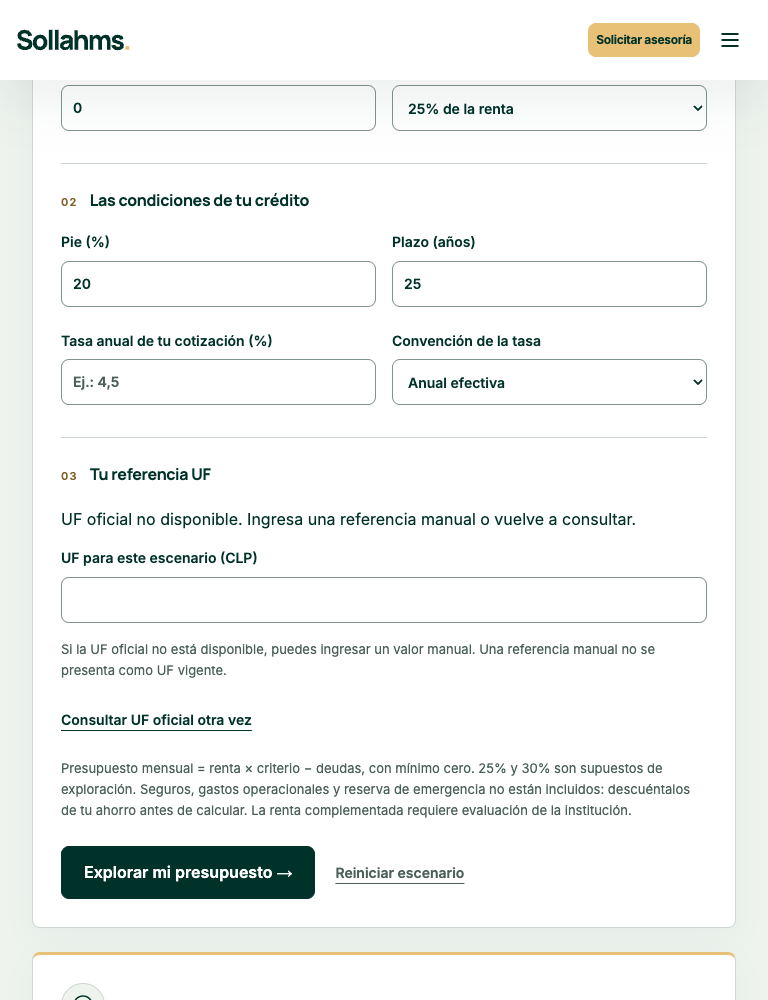 Sollahms.
Solicitar asesoría
0
25% de la renta
02 Las condiciones de tu crédito
Pie (%)
Plazo (años)
20
25
Tasa anual de tu cotización (%)
Convención de la tasa
Ej.: 4,5
Anual efectiva
03 Tu referencia UF
UF oficial no disponible. Ingresa una referencia manual o vuelve a consultar.
UF para este escenario (CLP)
Si la UF oficial no está disponible, puedes ingresar un valor manual. Una referencia manual no se
presenta como UF vigente.
Consultar UF oficial otra vez
Presupuesto mensual = renta × criterio − deudas, con mínimo cero. 25% y 30% son supuestos de
exploración. Seguros, gastos operacionales y reserva de emergencia no están incluidos: descuéntalos
de tu ahorro antes de calcular. La renta complementada requiere evaluación de la institución.
Explorar mi presupuesto →
Reiniciar escenario